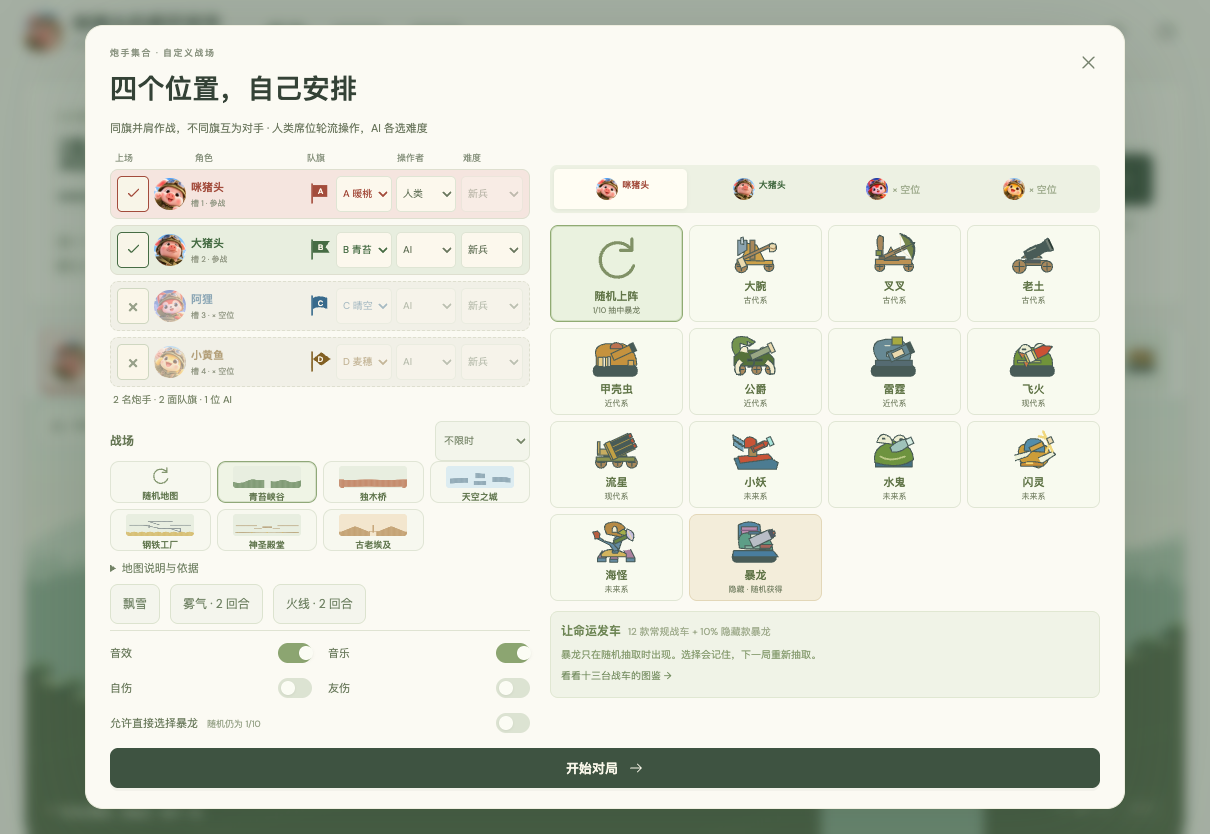 炮手集合 · 自定义战场
四个位置，自己安排
同旗并肩作战，不同旗互为对手 · 人类席位轮流操作，AI 各选难度
上场 角色 队旗 操作者 难度
咪猪头
槽 1 · 参战
A
A 暖桃
人类
新兵
大猪头
槽 2 · 参战
B
B 青苔
AI
新兵
阿狸
槽 3 · × 空位
C
C 晴空
AI
新兵
小黄鱼
槽 4 · × 空位
D
D 麦穗
AI
新兵
2 名炮手 · 2 面队旗 · 1 位 AI
战场
不限时
随机地图
青苔峡谷
独木桥
天空之城
钢铁工厂
神圣殿堂
古老埃及
地图说明与依据
飘雪
雾气 · 2 回合
火线 · 2 回合
音效
音乐
自伤
友伤
允许直接选择暴龙 随机仍为 1/10
咪猪头
大猪头
× 空位
× 空位
随机上阵
1/10 抽中暴龙
大腕
古代系
叉叉
古代系
老土
古代系
甲壳虫
近代系
公爵
近代系
雷霆
近代系
飞火
现代系
流星
现代系
小妖
未来系
水鬼
未来系
闪灵
未来系
海怪
未来系
暴龙
隐藏 · 随机获得
让命运发车 12 款常规战车 + 10% 隐藏款暴龙
暴龙只在随机抽取时出现。选择会记住，下一局重新抽取。
看看十三台战车的图鉴 →
开始对局 →